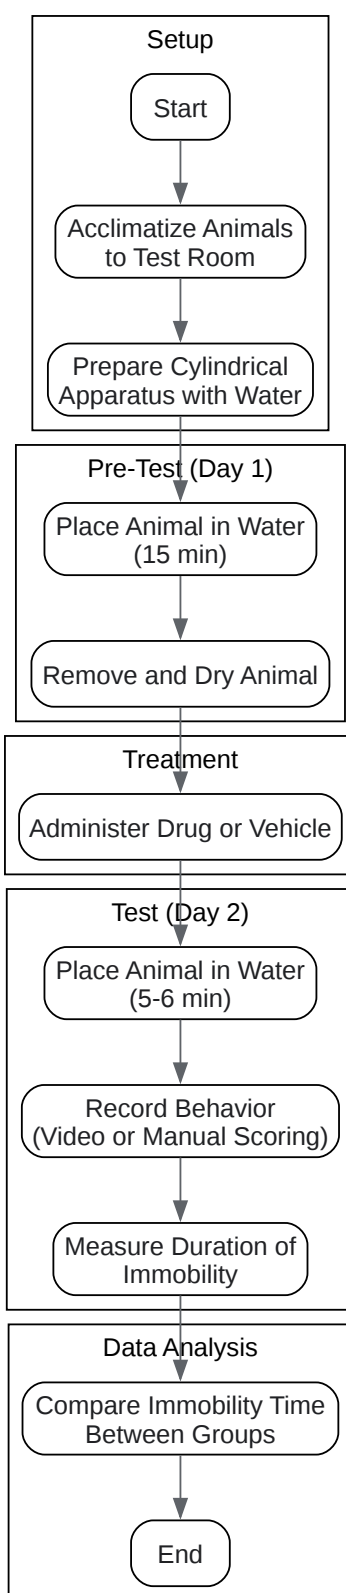 Setup
Start
Acclimatize Animals
to Test Room
Prepare Cylindrical
Apparatus with Water
Pre-Test (Day 1)
Place Animal in Water
(15 min)
Remove and Dry Animal
Treatment
Administer Drug or Vehicle
Test (Day 2)
Place Animal in Water
(5-6 min)
Record Behavior
(Video or Manual Scoring)
Measure Duration of
Immobility
Data Analysis
Compare Immobility Time
Between Groups
End